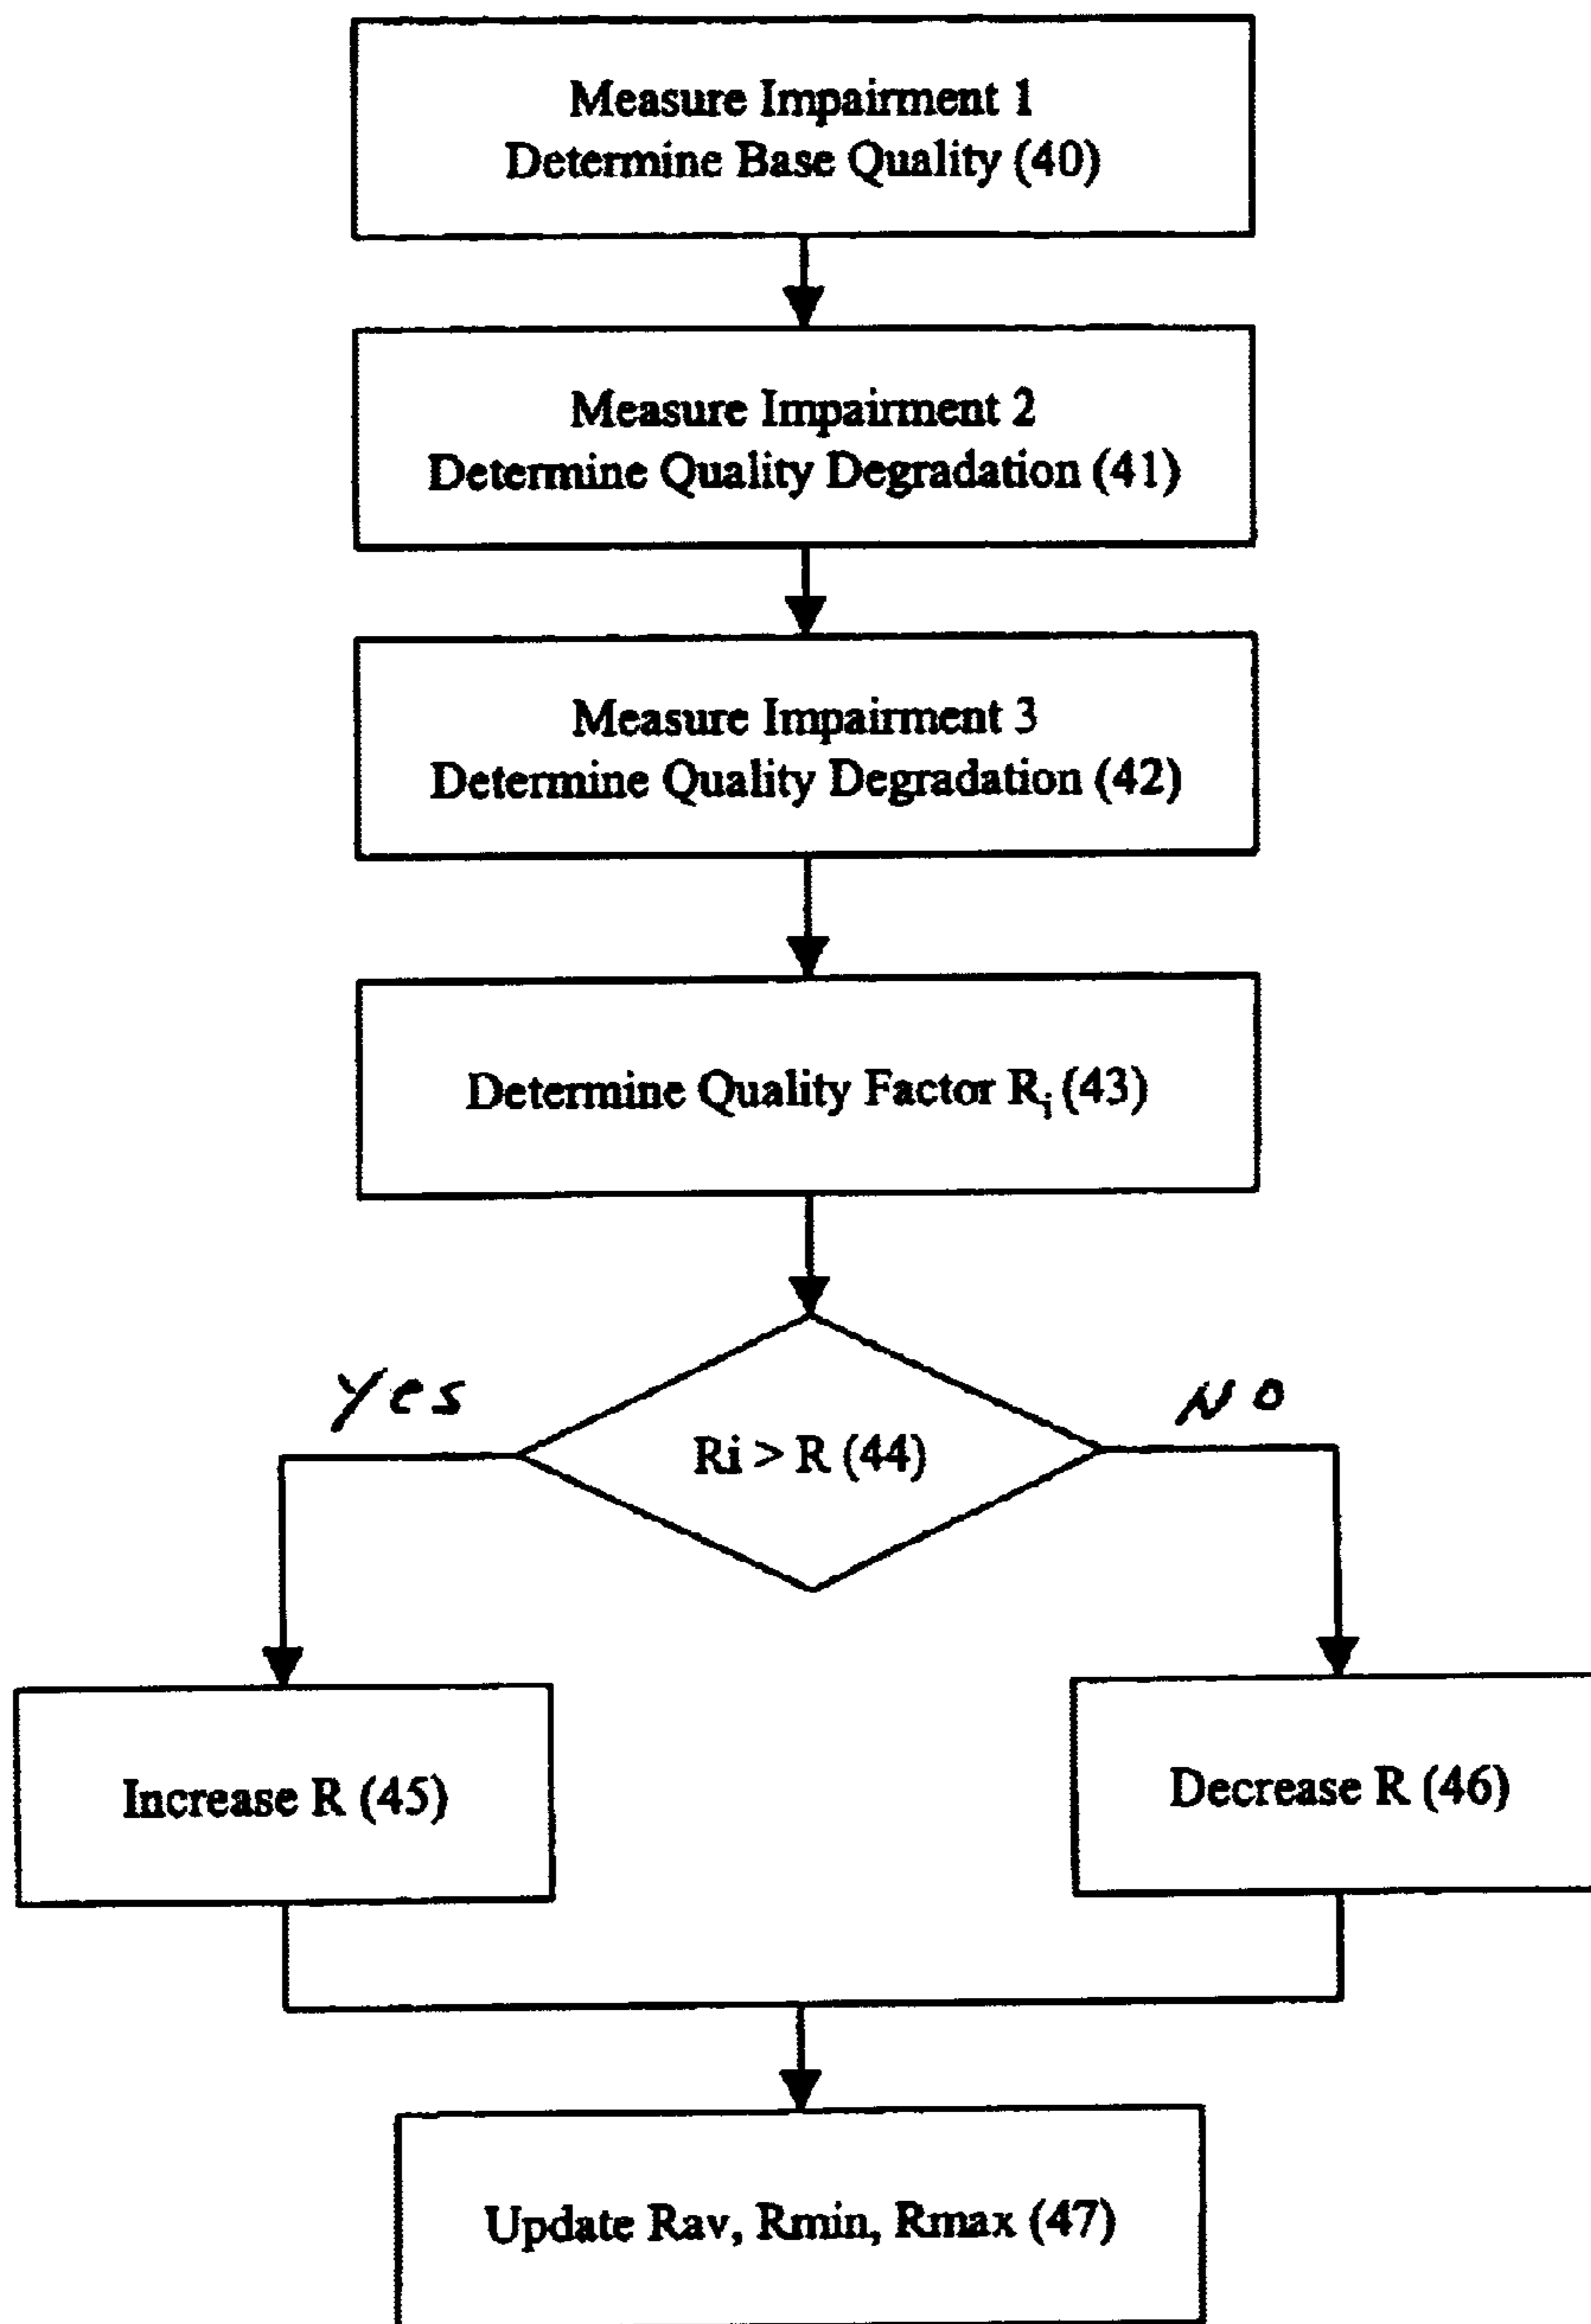 Measure Impairment 1
Determine Base Quality (40)
Measure Impairment 2
Determine Quality Degradation (41)
Measure Impairment 3
Determine Quality Degradation (42)
Determine Quality Factor Ri (43)
Yes
NO
Ri > R (44)
Increase R (45)
Decrease R (46)
Update Rav, Rmin, Rmax (47)